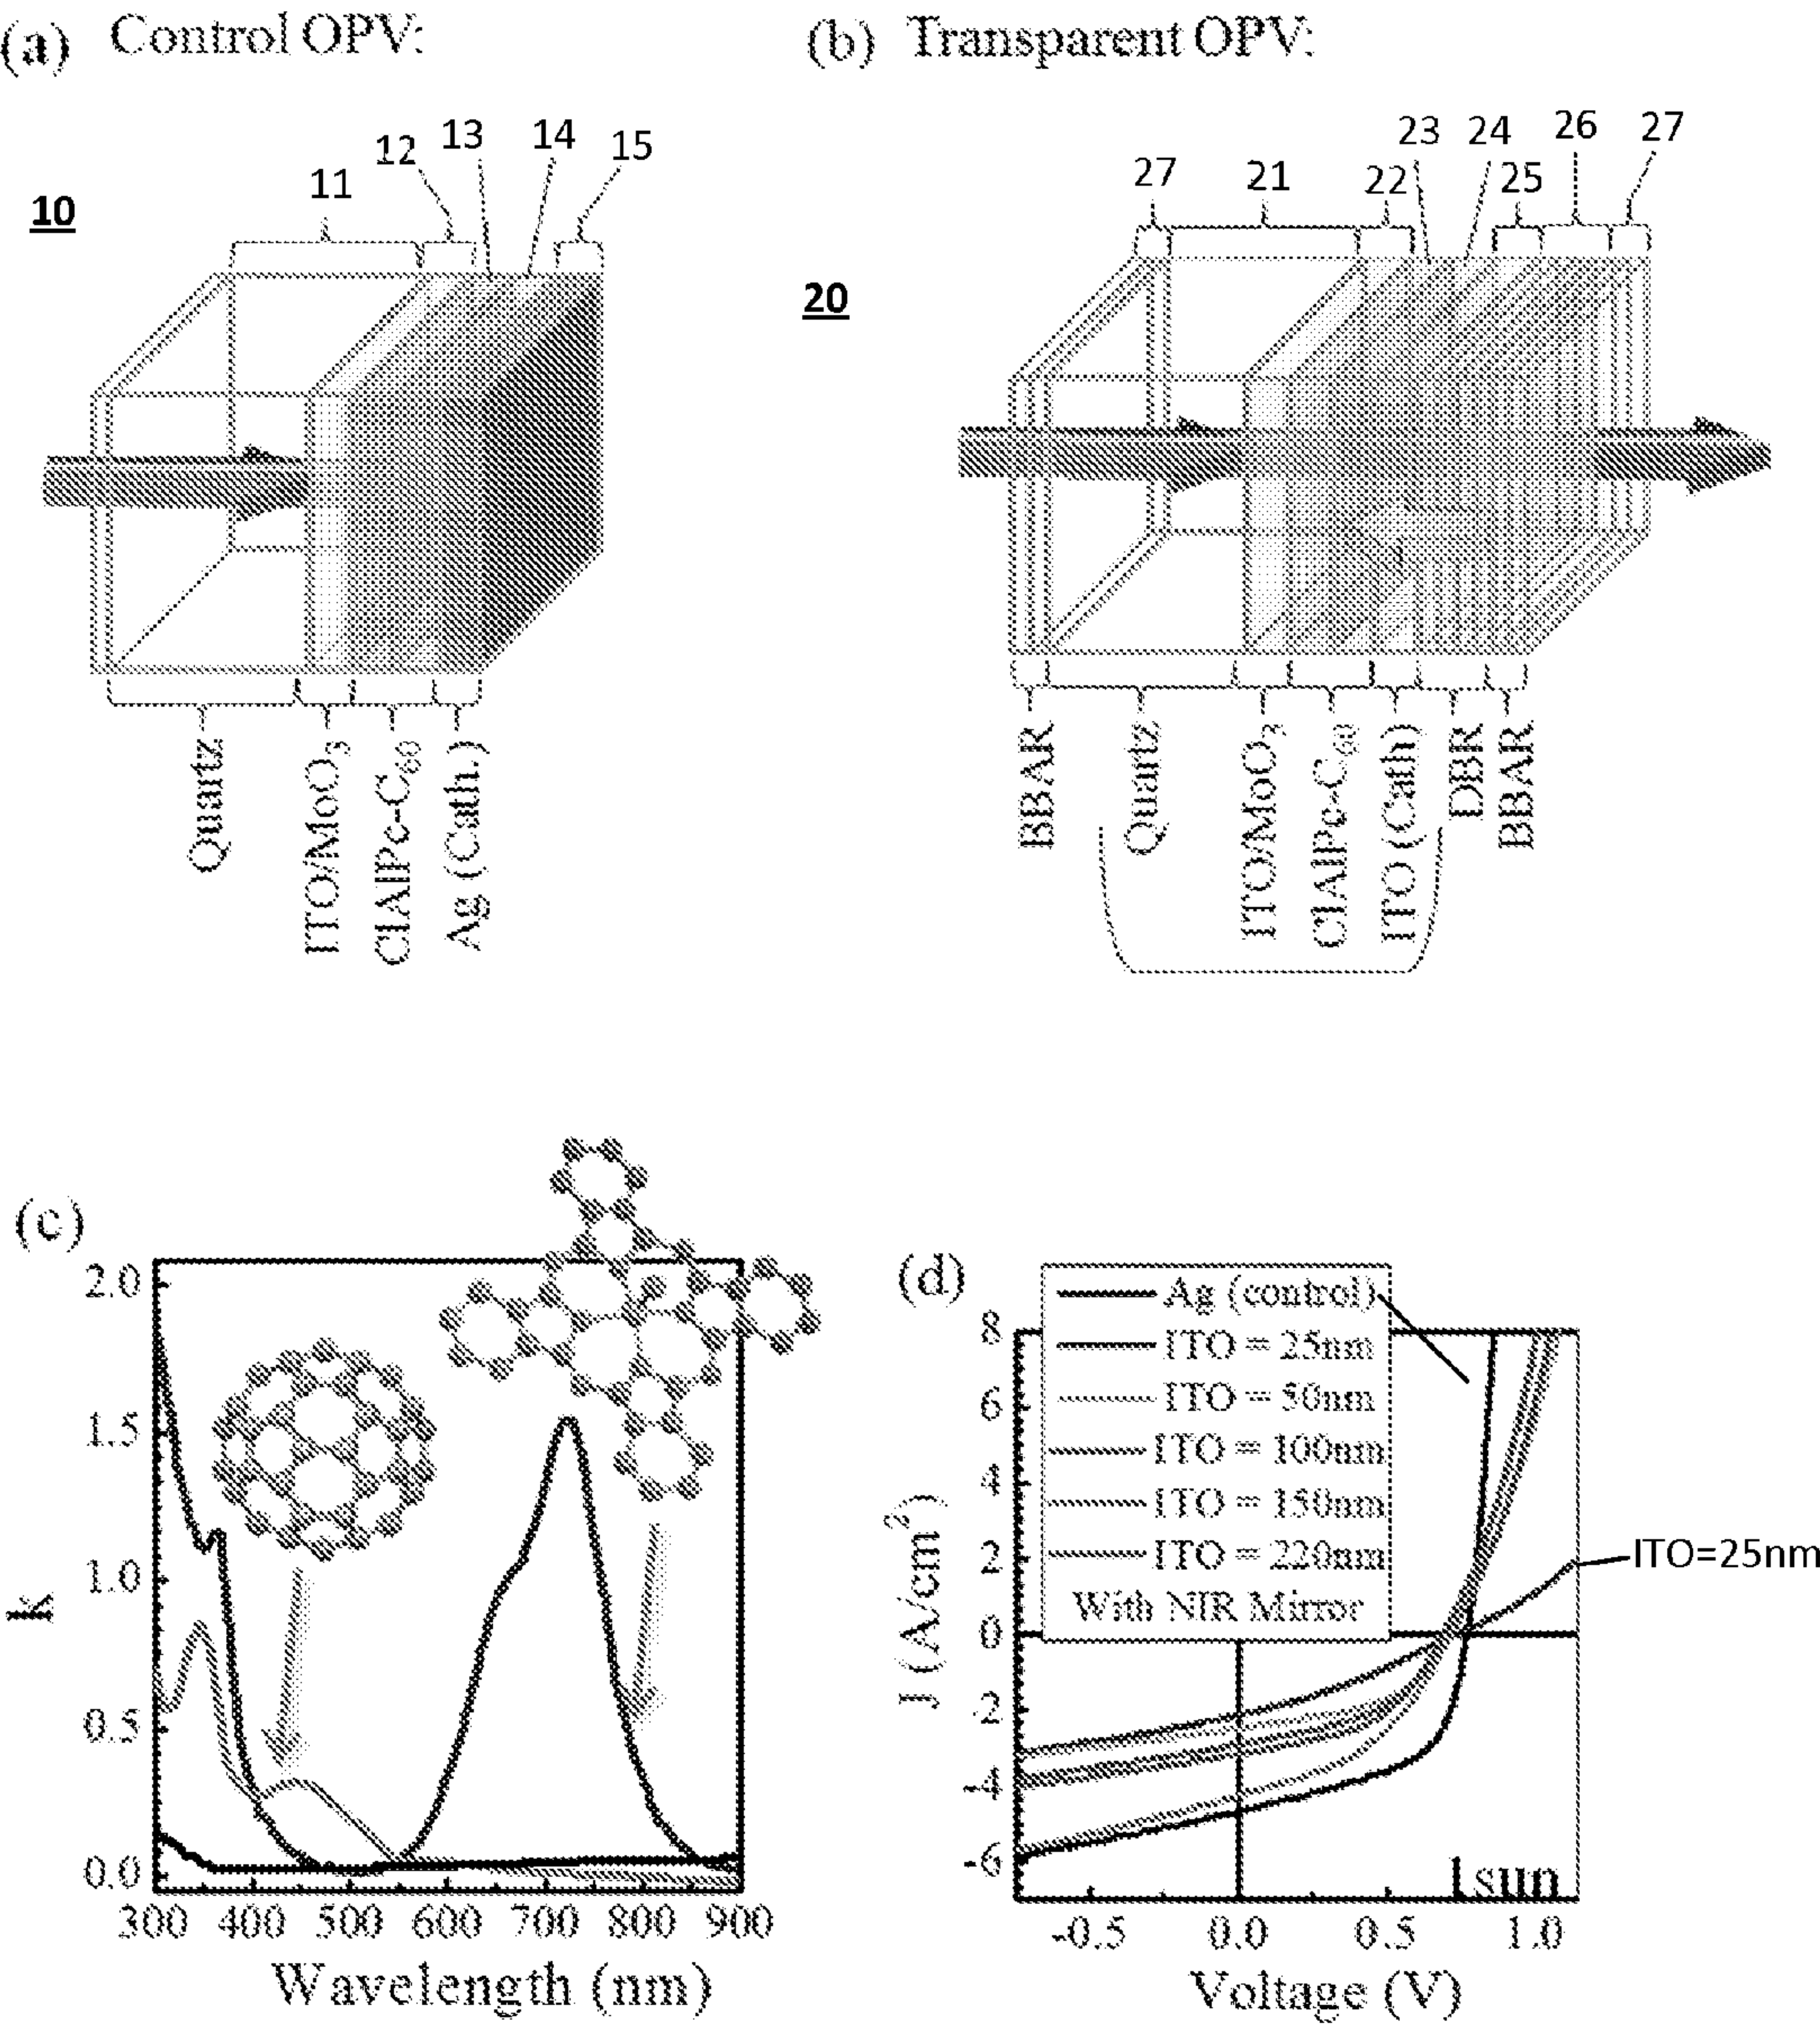 (a) Control OPV:
(b) Transparent OPV:
10
11
12
13
14
15
Quartz
ITO/MoO3
ClAlPc-C60
Ag (Cath.)
20
27
21
22
23
24
25
26
27
BBAR
Quartz
ITO/MoO3
ClAlPc-C60
ITO (Cath)
DBR
BBAR
(c)
2.0
1.5
1.0
0.5
0.0
k
300 400 500 600 700 800 900
Wavelength (nm)
(d)
Ag (control)
ITO = 25nm
ITO = 50nm
ITO = 100nm
ITO = 150nm
ITO = 220nm
With NIR Mirror
8
6
4
2
0
-2
-4
-6
J (A/cm2)
ITO=25nm
1sun
-0.5 0.0 0.5 1.0
Voltage (V)